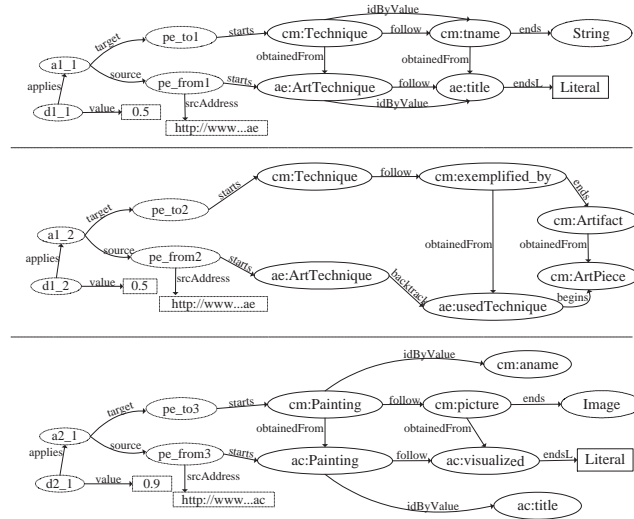 idByValue
target pe_to1 starts cm:Technique follow cm:tname ends String
a1_1 source obtainedFrom obtainedFrom
applies pe_from1 starts ae:ArtTechnique follow ae:title endsL Literal
d1_1 value 0.5 srcAddress idByValue
http://www...ae
cm:Technique follow cm:exemplified_by ends
target pe_to2 starts cm:Artifact
a1_2 source obtainedFrom obtainedFrom
applies pe_from2 starts ae:ArtTechnique backtrack cm:ArtPiece
d1_2 value 0.5 srcAddress ae:usedTechnique begins
http://www...ae
idByValue cm:aname
target pe_to3 starts cm:Painting follow cm:picture ends Image
a2_1 source obtainedFrom obtainedFrom
applies pe_from3 starts ac:Painting follow ac:visualized endsL Literal
d2_1 value 0.9 srcAddress
http://www...ac idByValue ac:title